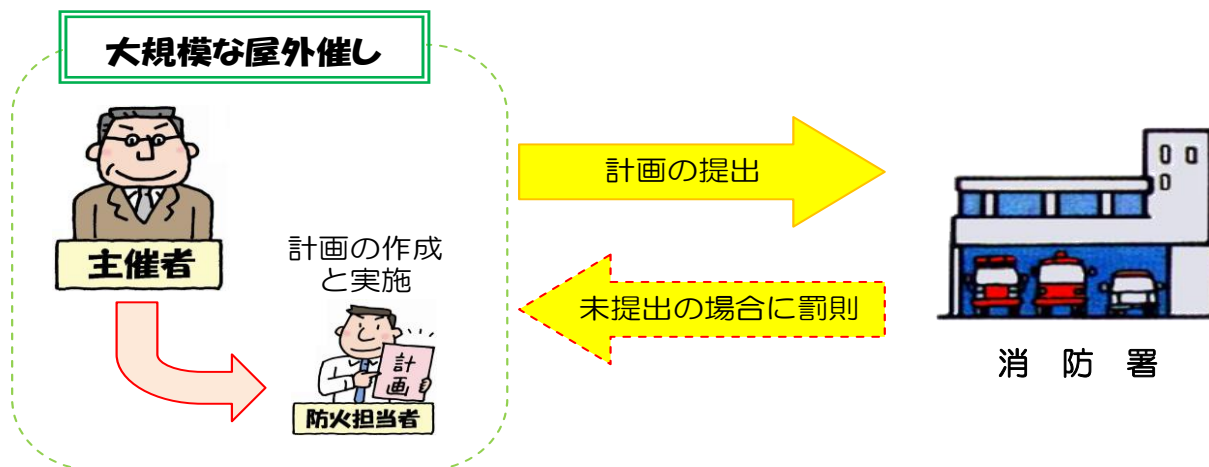 大規模な屋外催し
主催者
計画の作成
と実施
計
画
防火担当者
計画の提出
未提出の場合に罰則
消 防 署